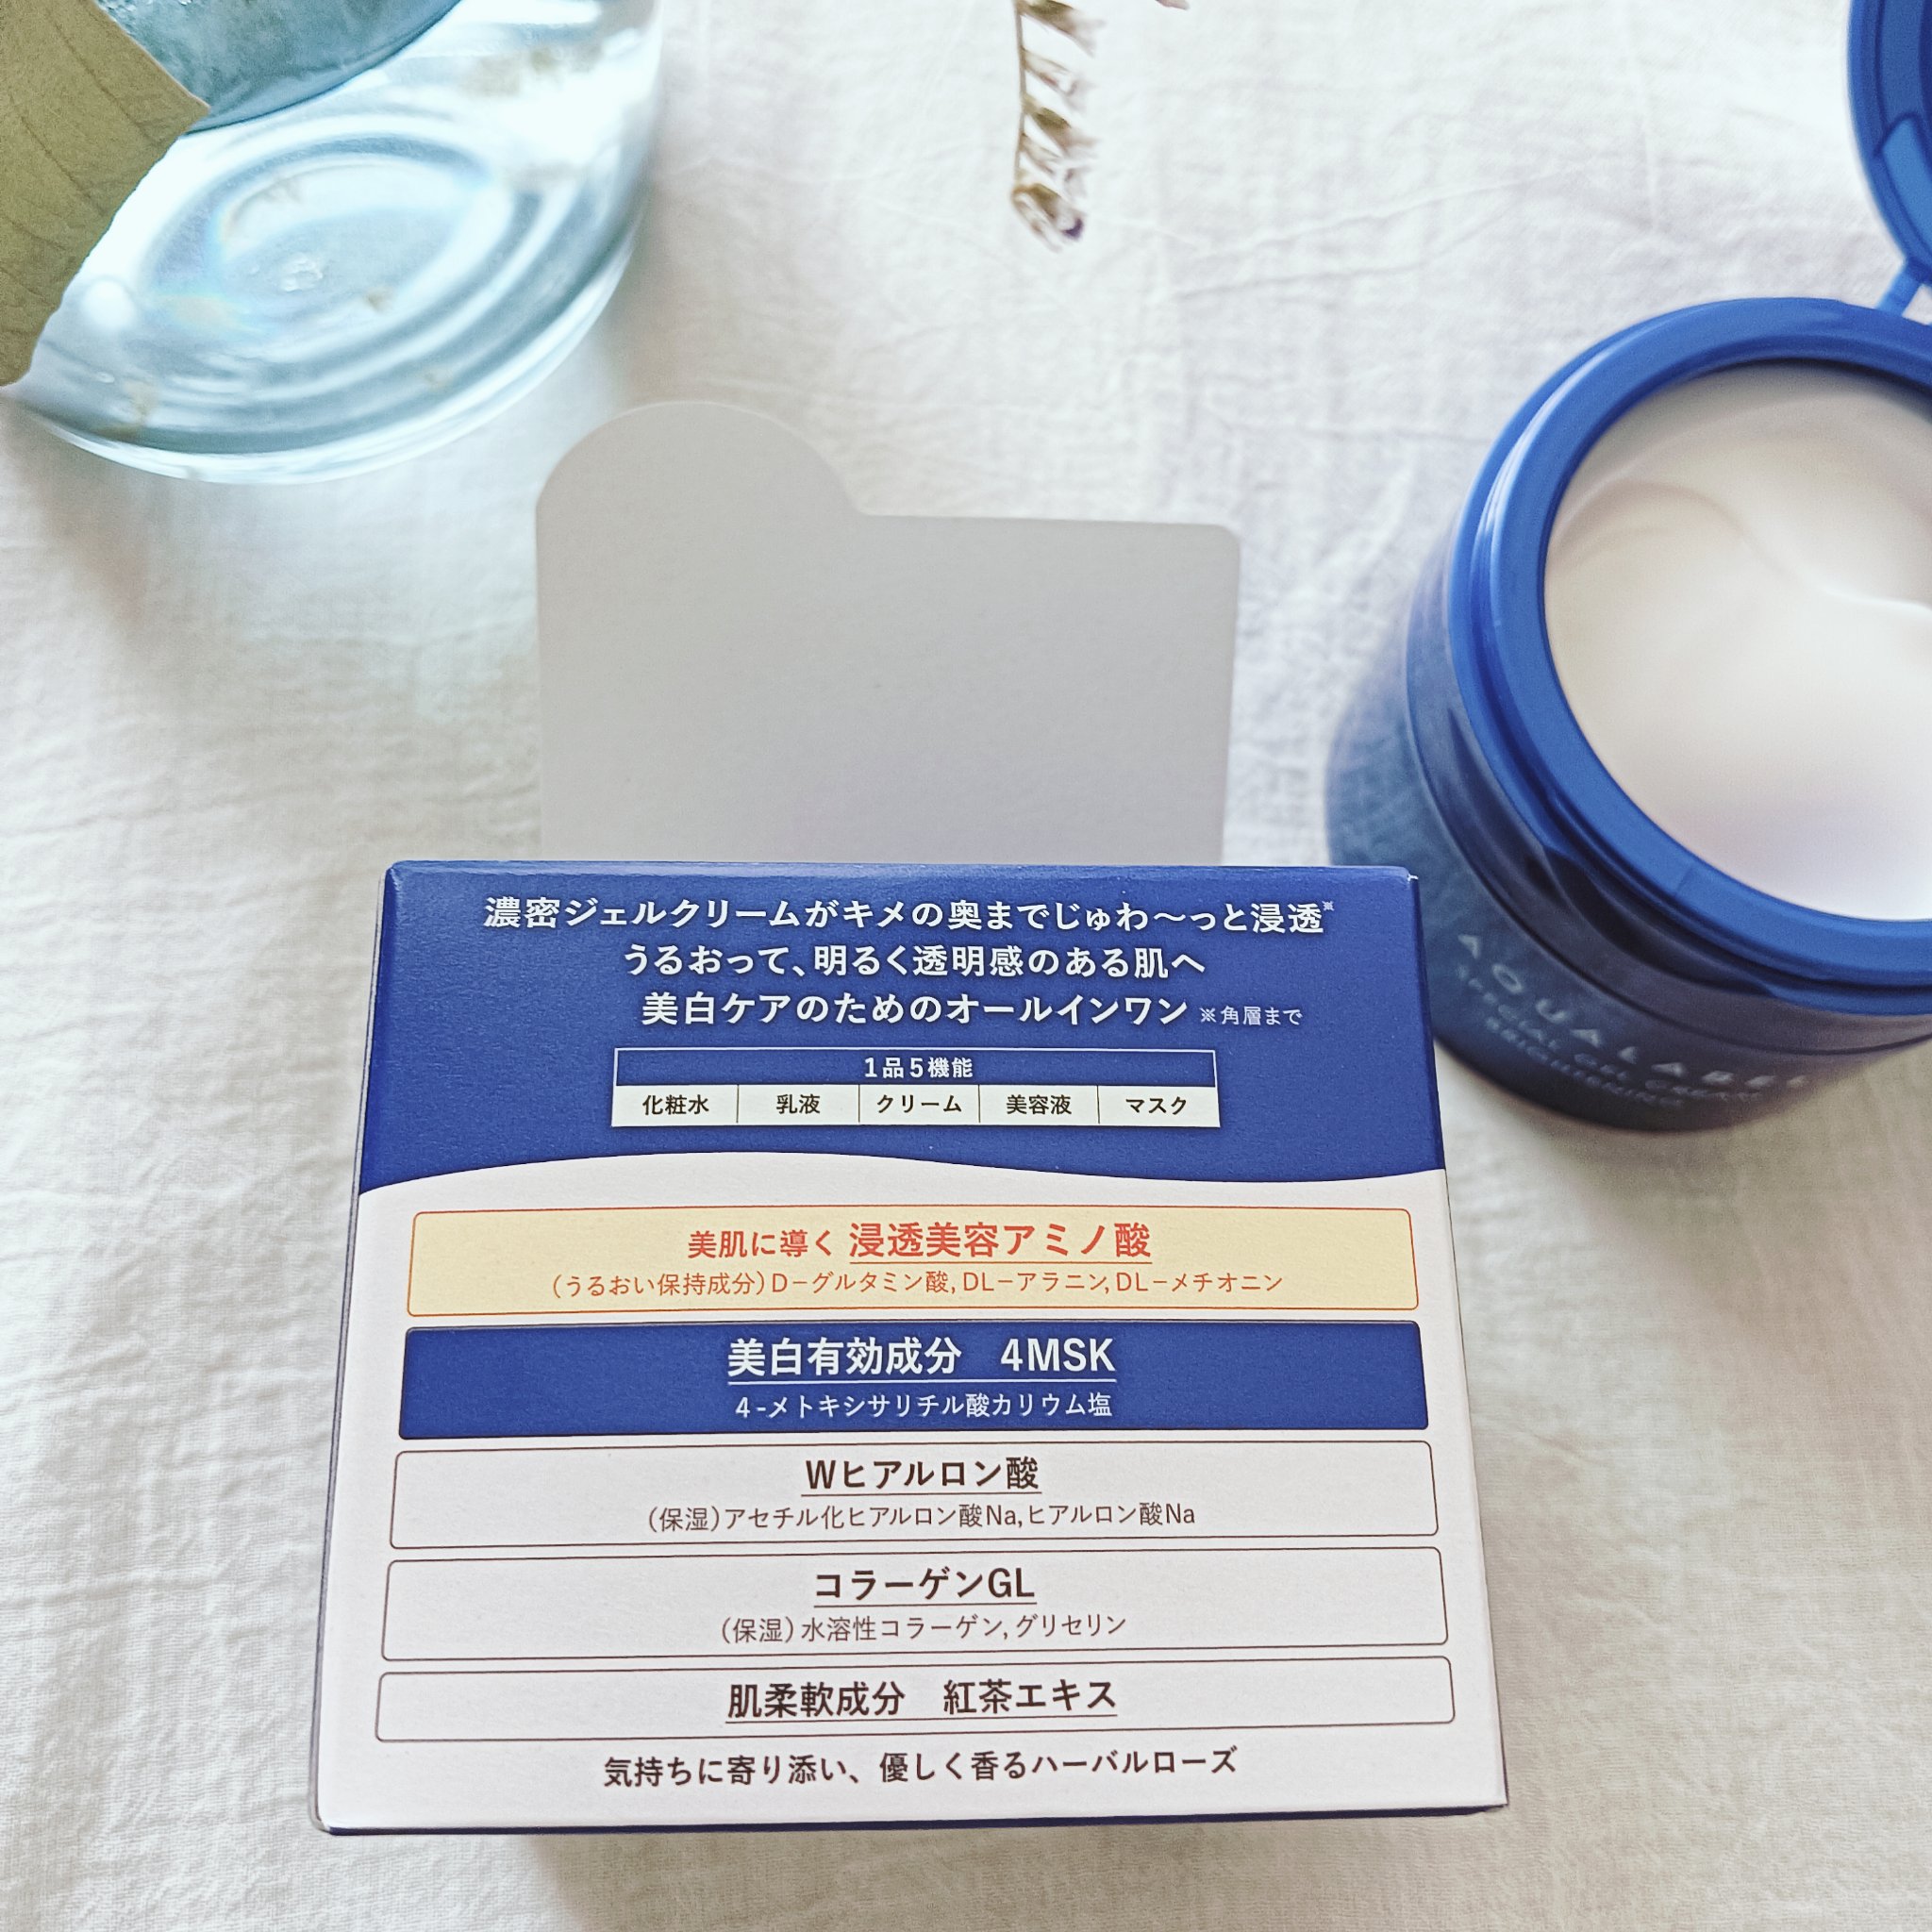 濃密ジェルクリームがキメの奥までじゅわ〜っと浸透※
うるおって、明るく透明感のある肌へ
美白ケアのためのオールインワン ※角層まで
1品5機能
化粧水 乳液 クリーム 美容液 マスク
美肌に導く 浸透美容アミノ酸
(うるおい保持成分)D−グルタミン酸,DL−アラニン,DL−メチオニン
美白有効成分 4MSK
4-メトキシサリチル酸カリウム塩
Wヒアルロン酸
(保湿)アセチル化ヒアルロン酸Na,ヒアルロン酸Na
コラーゲンGL
(保湿)水溶性コラーゲン,グリセリン
肌柔軟成分 紅茶エキス
気持ちに寄り添い、優しく香るハーバルローズ
AQUALABEL
SPECIAL GEL CREAM
BRIGHTENING